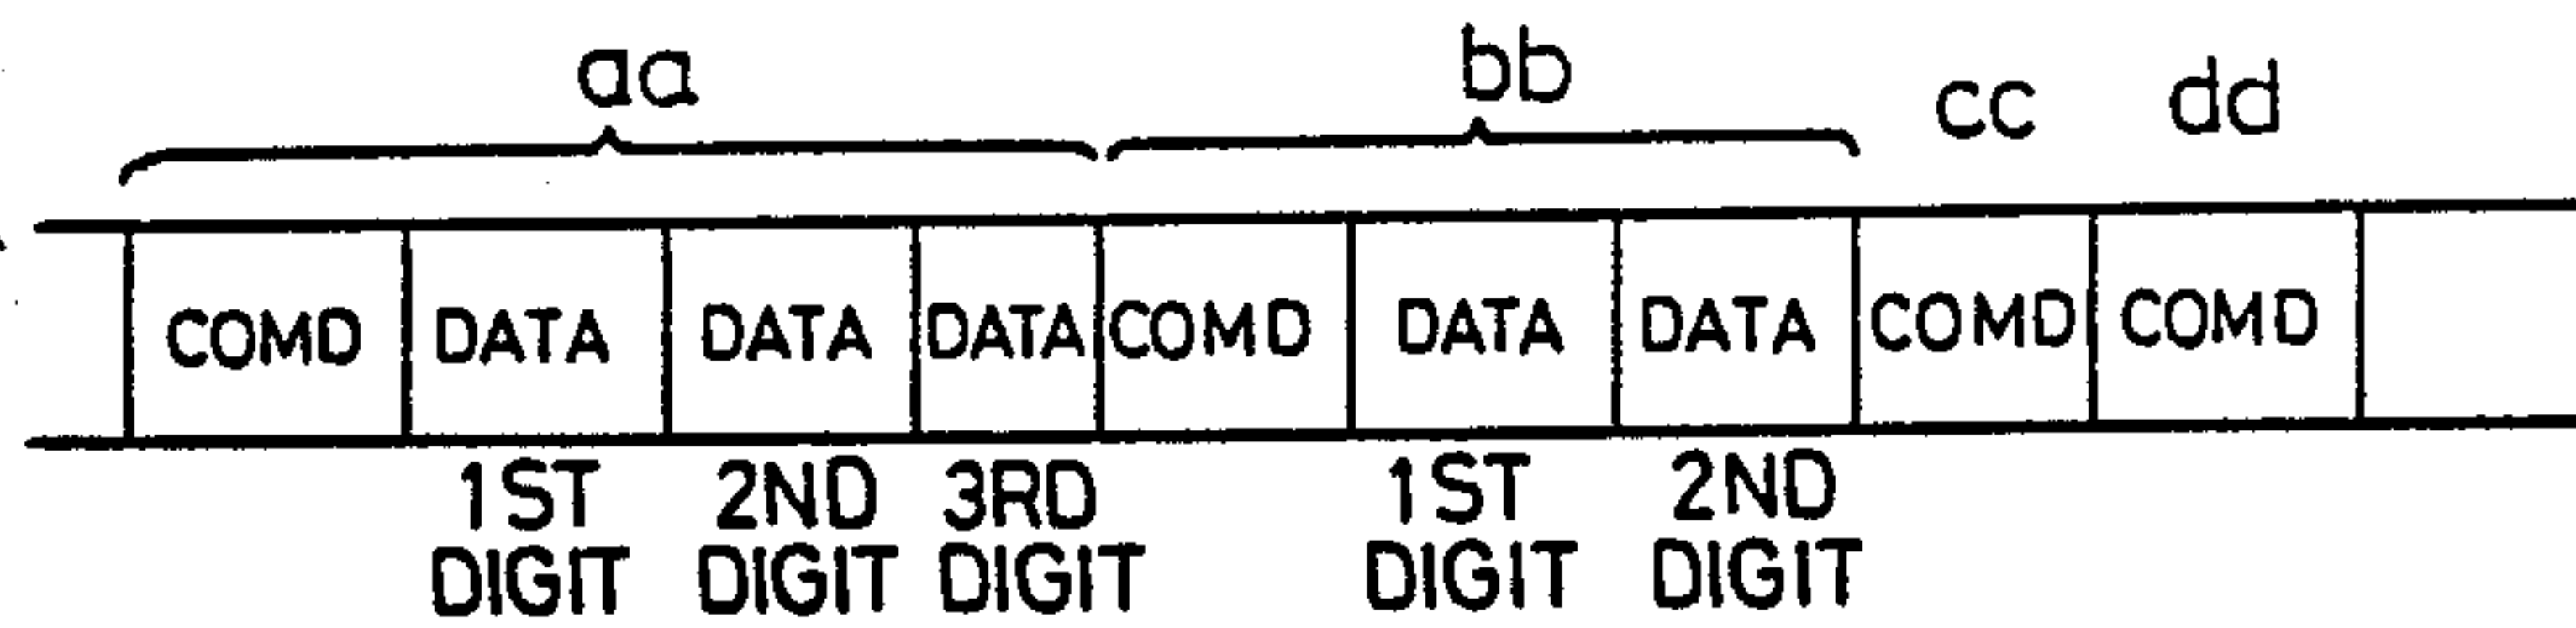 aa bb cc dd
COMD DATA DATA DATA COMD DATA DATA COMD COMD
1ST 2ND 3RD 1ST 2ND
DIGIT DIGIT DIGIT DIGIT DIGIT